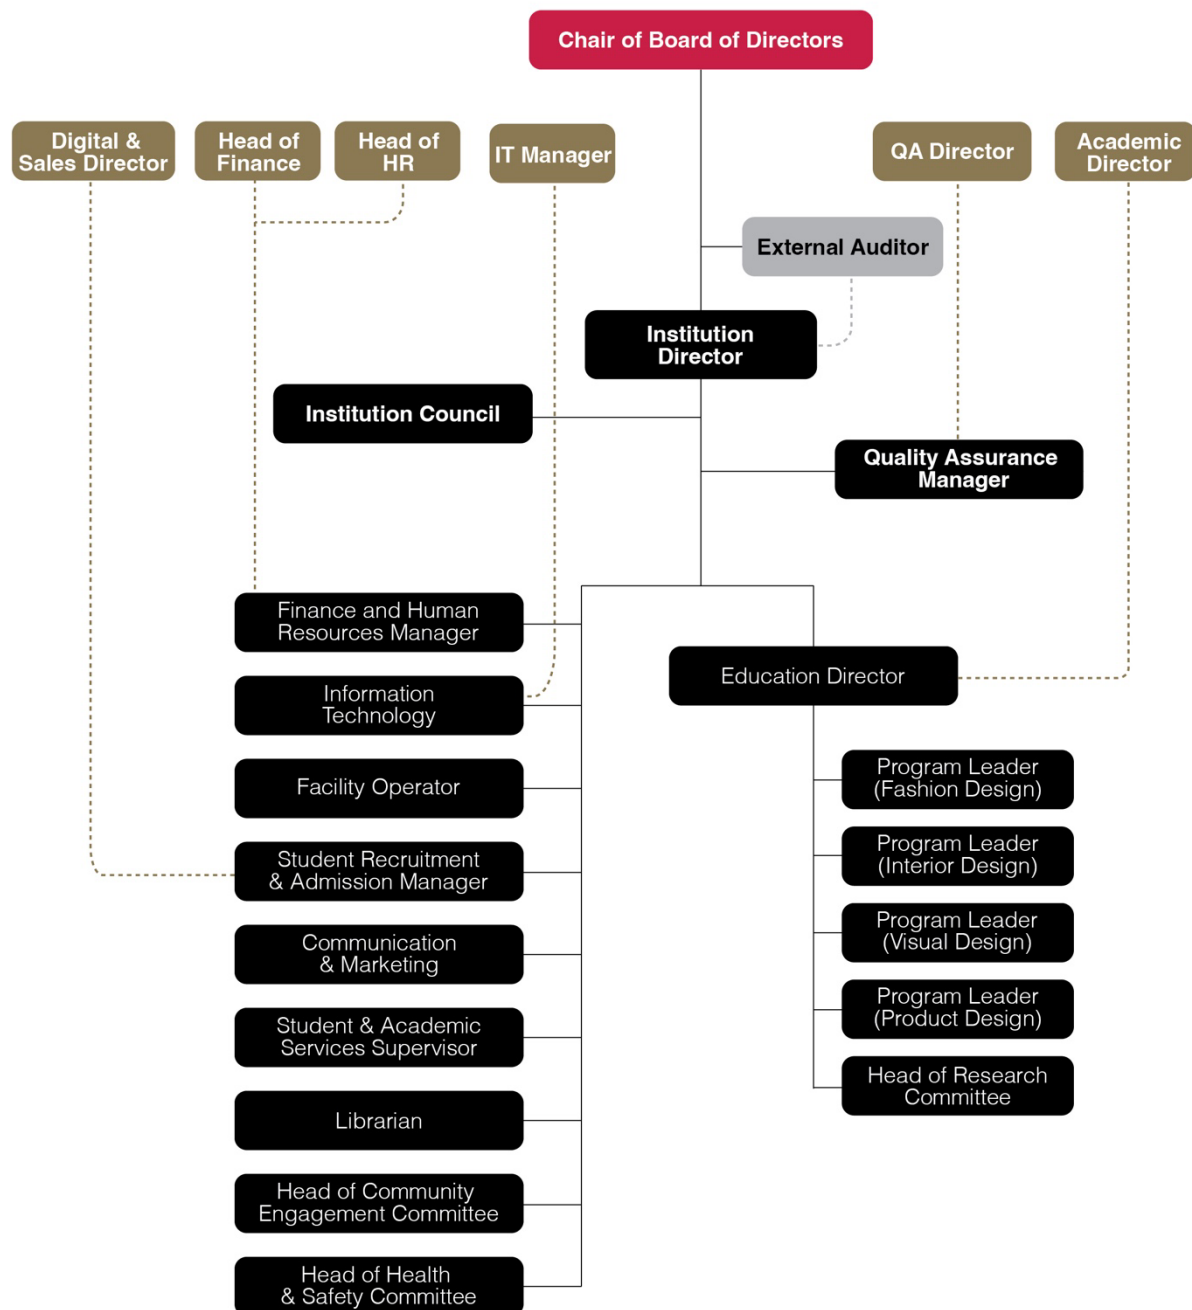 Chair of Board of Directors
Digital &
Sales Director
Head of
Finance
Head of
HR
IT Manager
QA Director
Academic
Director
External Auditor
Institution
Director
Institution Council
Quality Assurance
Manager
Finance and Human
Resources Manager
Information
Technology
Facility Operator
Student Recruitment
& Admission Manager
Communication
& Marketing
Student & Academic
Services Supervisor
Librarian
Head of Community
Engagement Committee
Head of Health
& Safety Committee
Education Director
Program Leader
(Fashion Design)
Program Leader
(Interior Design)
Program Leader
(Visual Design)
Program Leader
(Product Design)
Head of Research
Committee